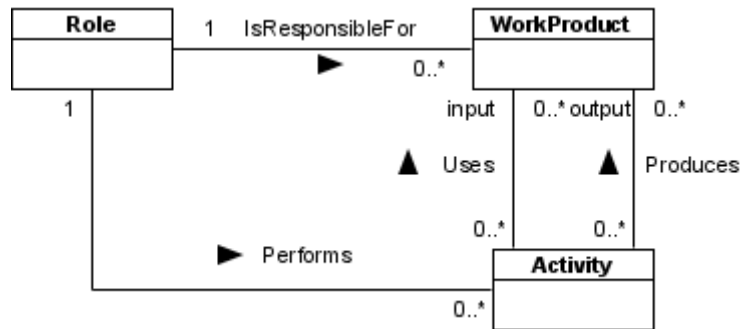 Role
1 IsResponsibleFor
WorkProduct
0..*
1
input 0..* output 0..*
Uses
Produces
0..* 0..*
Performs
Activity
0..*